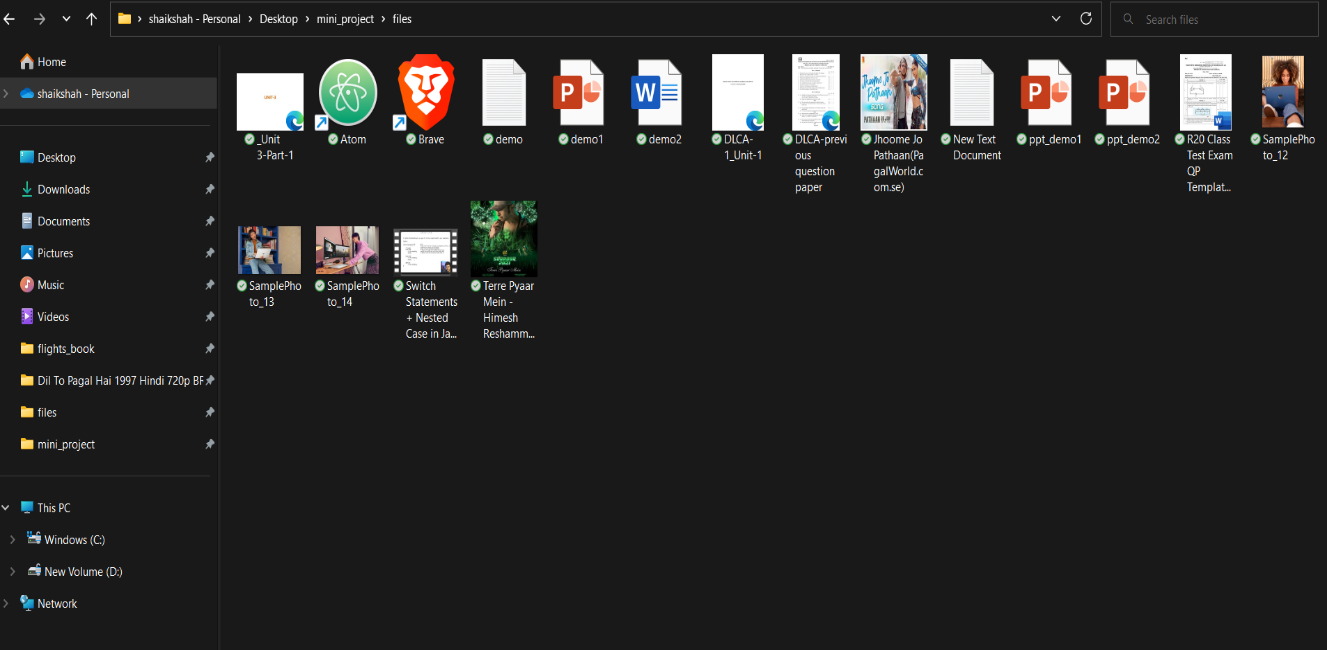 shaikshah - Personal > Desktop > mini_project > files
Search files
Home
shaikshah - Personal
Desktop
Downloads
Documents
Pictures
Music
Videos
flights_book
Dil To Pagal Hai 1997 Hindi 720p BF
files
mini_project
This PC
Windows (C:)
New Volume (D:)
Network
_Unit
3-Part-1
Atom
Brave
demo
demo1
demo2
DLCA-
1_Unit-1
DLCA-previ
ous
question
paper
Jhoome Jo
Pathaan(Pa
galWorld.c
om.se)
New Text
Document
ppt_demo1
ppt_demo2
R20 Class
Test Exam
QP
Templat...
SamplePho
to_12
SamplePho
to_13
SamplePho
to_14
Switch
Statements
+ Nested
Case in Ja...
Terre Pyaar
Mein -
Himesh
Reshamm...